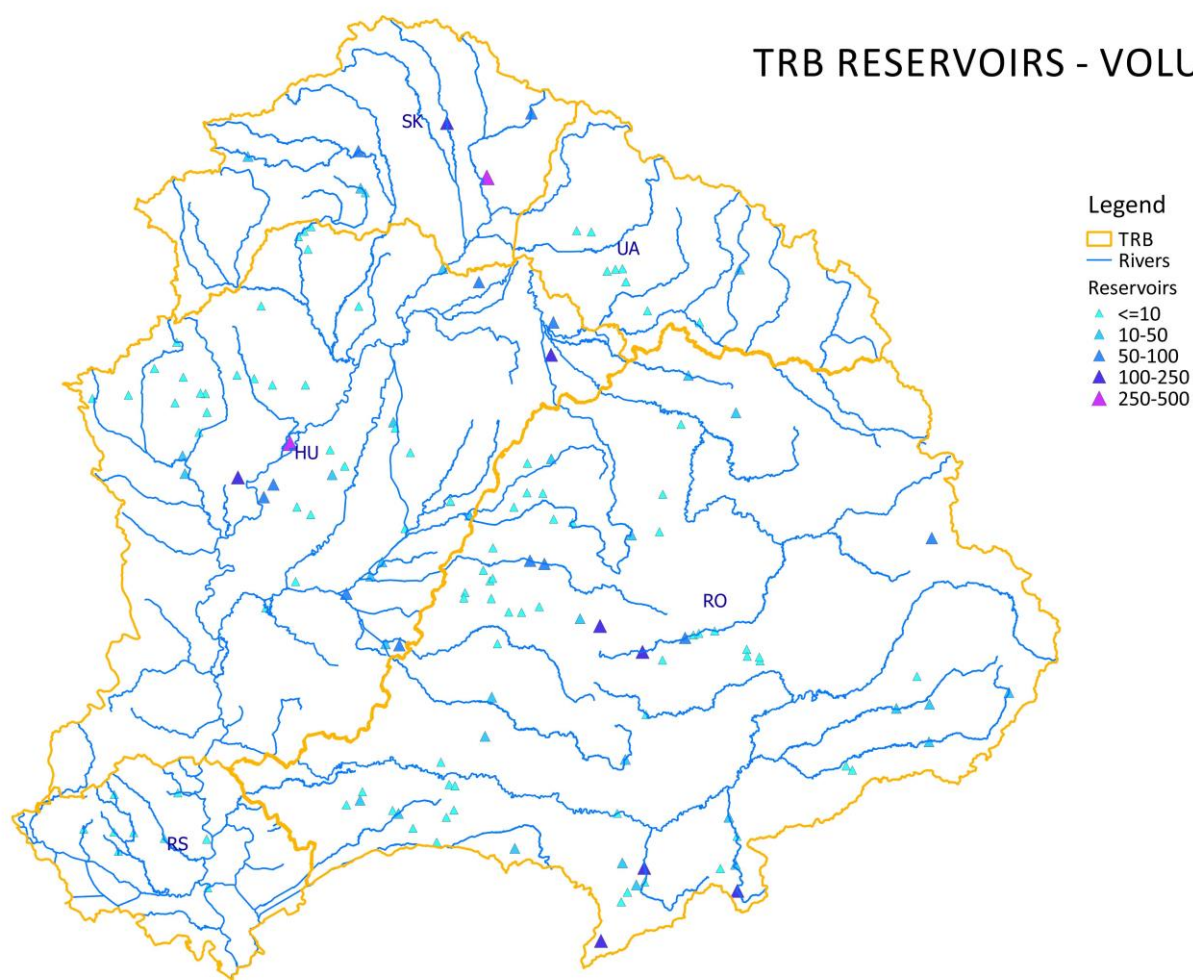 TRB RESERVOIRS - VOLU
SK
UA
Legend
TRB
Rivers
Reservoirs
<=10
10-50
50-100
100-250
250-500
HU
RO
RS